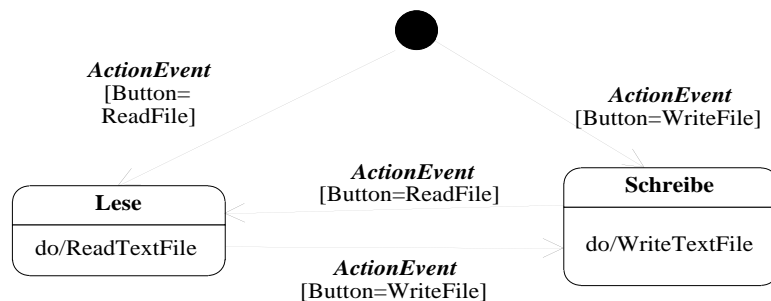 ActionEvent
[Button=
ReadFile]
ActionEvent
[Button=WriteFile]
ActionEvent
[Button=ReadFile]
Lese
do/ReadTextFile
Schreibe
do/WriteTextFile
ActionEvent
[Button=WriteFile]